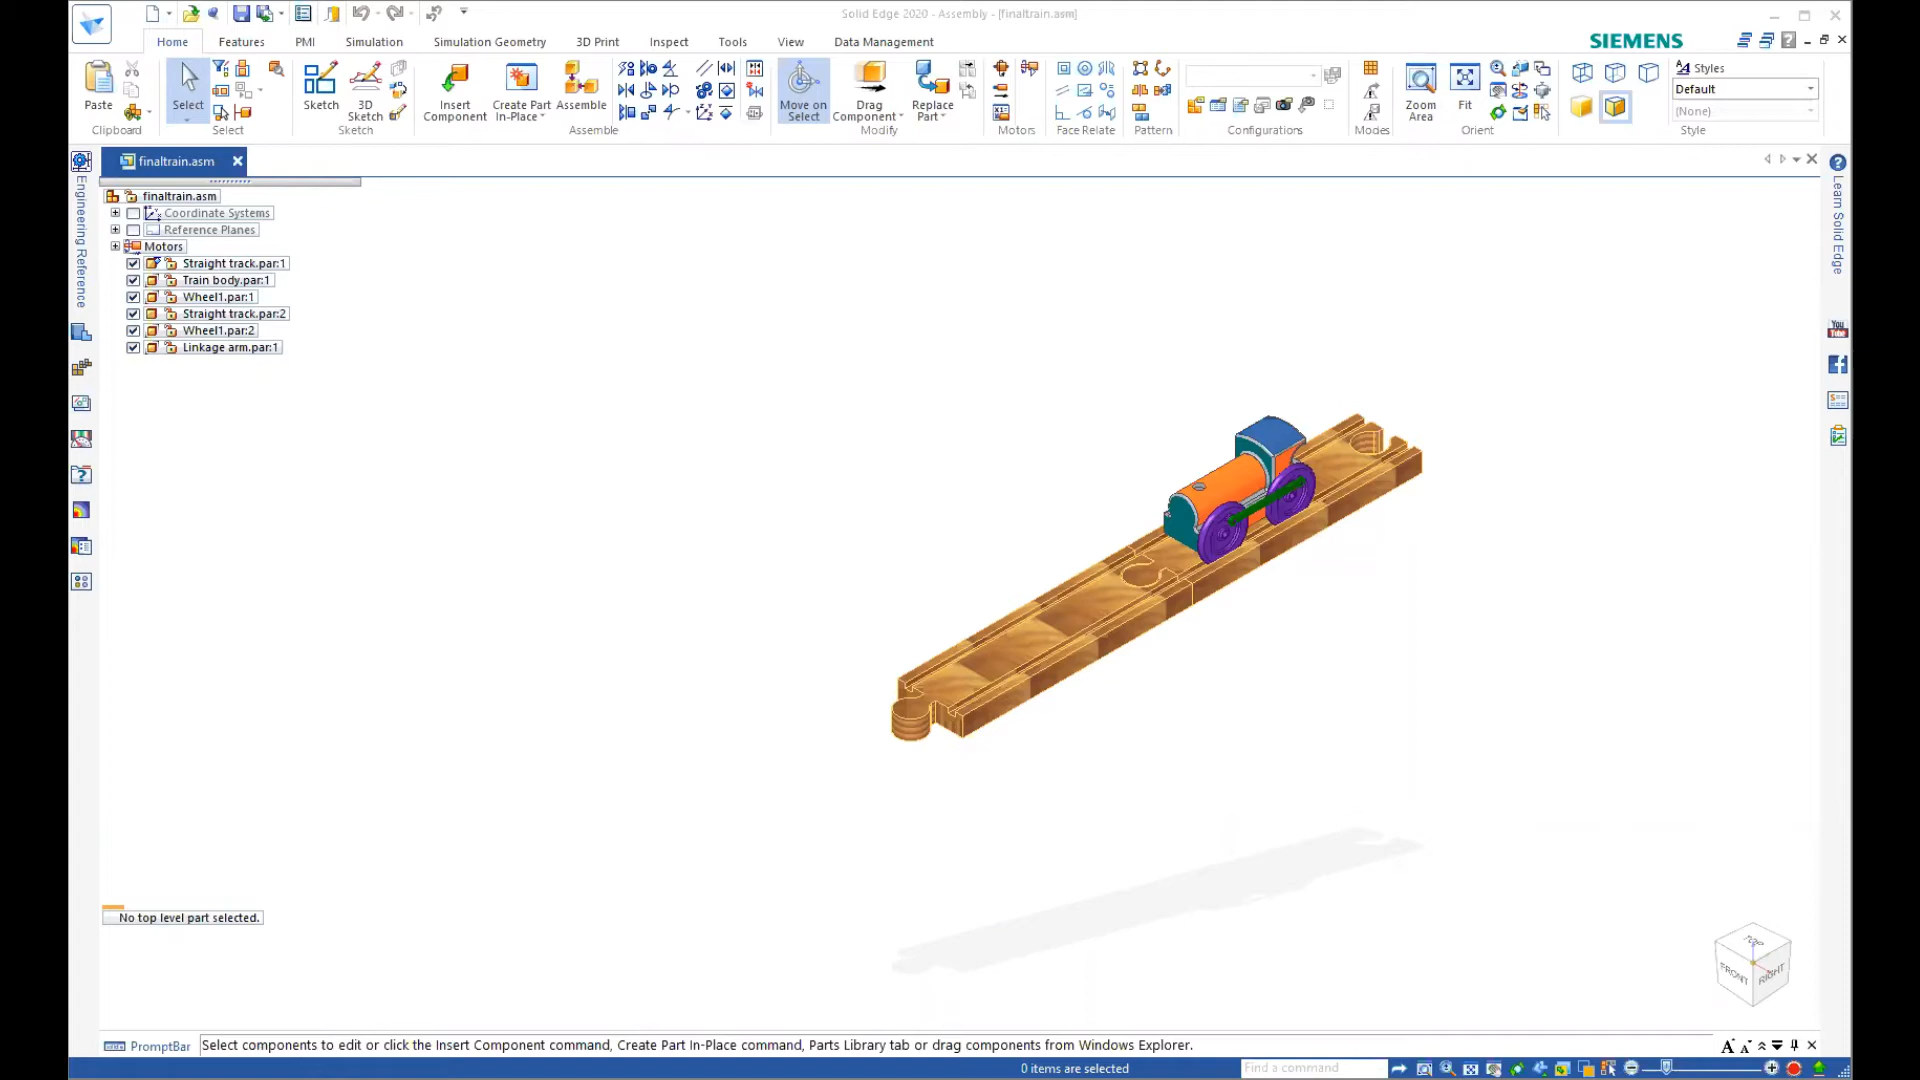 Solid Edge 2020 - Assembly - [finaltrain.asm]
Home Features PMI Simulation Simulation Geometry 3D Print Inspect Tools View Data Management
SIEMENS
Paste
Clipboard
Select
Select
Sketch
3D Sketch
Sketch
Insert Component
Create Part In-Place
Assemble
Assemble
Move on Select
Drag Component
Replace Part
Modify
Motors
Face Relate
Pattern
Configurations
Modes
Zoom Area
Fit
Orient
Styles
Default
(None)
Style
finaltrain.asm
Engineering Reference
Learn Solid Edge
finaltrain.asm
Coordinate Systems
Reference Planes
Motors
Straight track.par:1
Train body.par:1
Wheel1.par:1
Straight track.par:2
Wheel1.par:2
Linkage arm.par:1
You
Tube
No top level part selected.
TOP
FRONT
RIGHT
PromptBar
Select components to edit or click the Insert Component command, Create Part In-Place command, Parts Library tab or drag components from Windows Explorer.
0 items are selected
Find a command